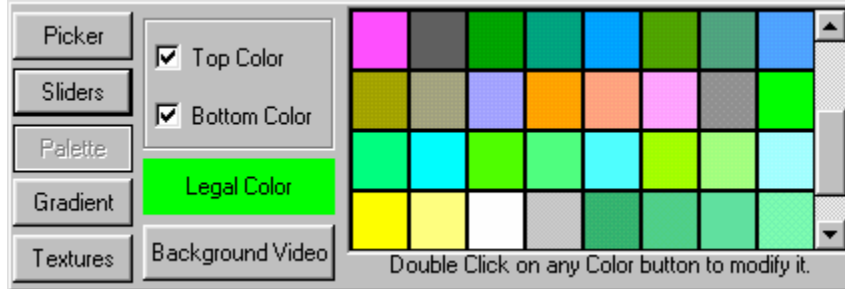 Picker
Sliders
Palette
Gradient
Textures
Top Color
Bottom Color
Legal Color
Background Video
Double Click on any Color button to modify it.